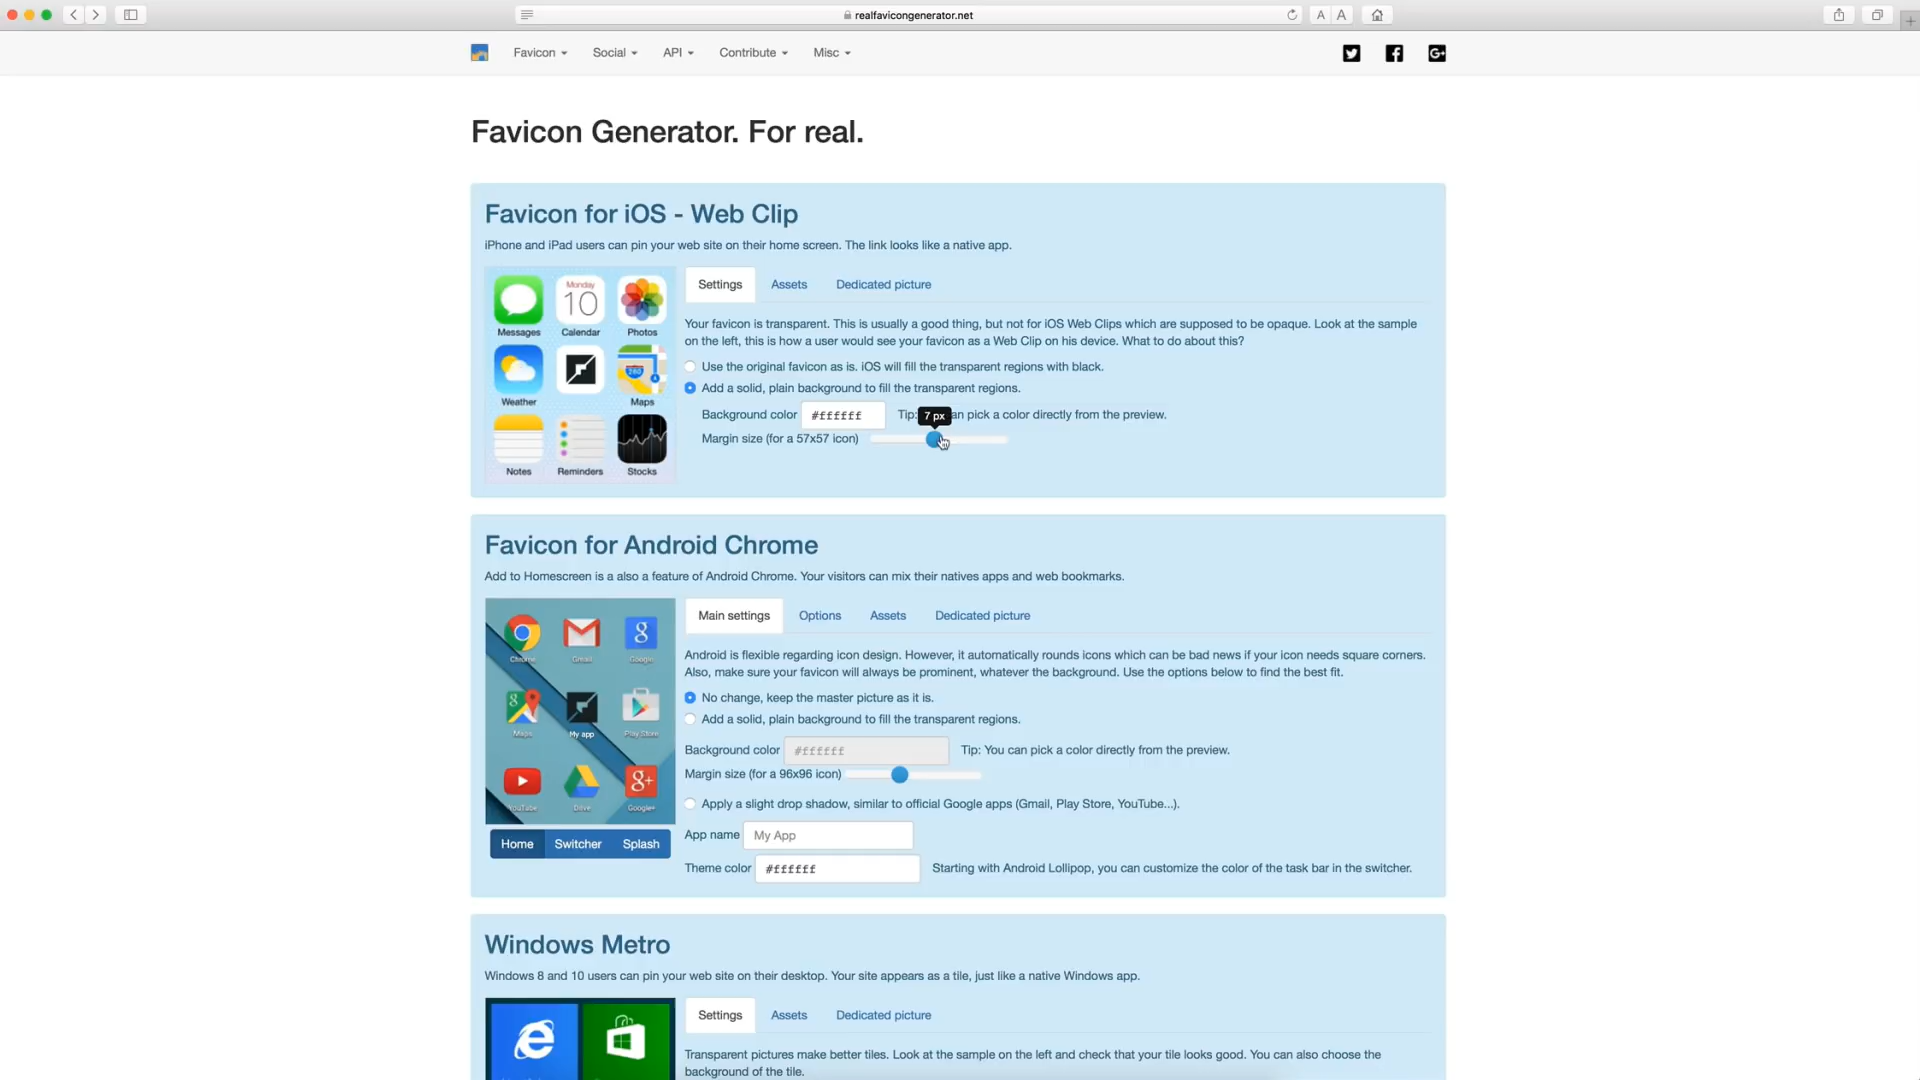 realfavicongenerator.net
A A
Favicon Social API Contribute Misc
Favicon Generator. For real.
Favicon for iOS - Web Clip
iPhone and iPad users can pin your web site on their home screen. The link looks like a native app.
Settings Assets Dedicated picture
Monday
10
Messages Calendar Photos
280
Weather Maps
Notes Reminders Stocks
Your favicon is transparent. This is usually a good thing, but not for iOS Web Clips which are supposed to be opaque. Look at the sample
on the left, this is how a user would see your favicon as a Web Clip on his device. What to do about this?
Use the original favicon as is. iOS will fill the transparent regions with black.
Add a solid, plain background to fill the transparent regions.
Background color #ffffff Tip: 7 px an pick a color directly from the preview.
Margin size (for a 57x57 icon)
Favicon for Android Chrome
Add to Homescreen is a also a feature of Android Chrome. Your visitors can mix their natives apps and web bookmarks.
Main settings Options Assets Dedicated picture
Chrome Gmail Google
Maps My app Play Store
YouTube Drive Google+
Home Switcher Splash
Android is flexible regarding icon design. However, it automatically rounds icons which can be bad news if your icon needs square corners.
Also, make sure your favicon will always be prominent, whatever the background. Use the options below to find the best fit.
No change, keep the master picture as it is.
Add a solid, plain background to fill the transparent regions.
Background color #ffffff Tip: You can pick a color directly from the preview.
Margin size (for a 96x96 icon)
Apply a slight drop shadow, similar to official Google apps (Gmail, Play Store, YouTube...).
App name My App
Theme color #ffffff Starting with Android Lollipop, you can customize the color of the task bar in the switcher.
Windows Metro
Windows 8 and 10 users can pin your web site on their desktop. Your site appears as a tile, just like a native Windows app.
Settings Assets Dedicated picture
Transparent pictures make better tiles. Look at the sample on the left and check that your tile looks good. You can also choose the
background of the tile.